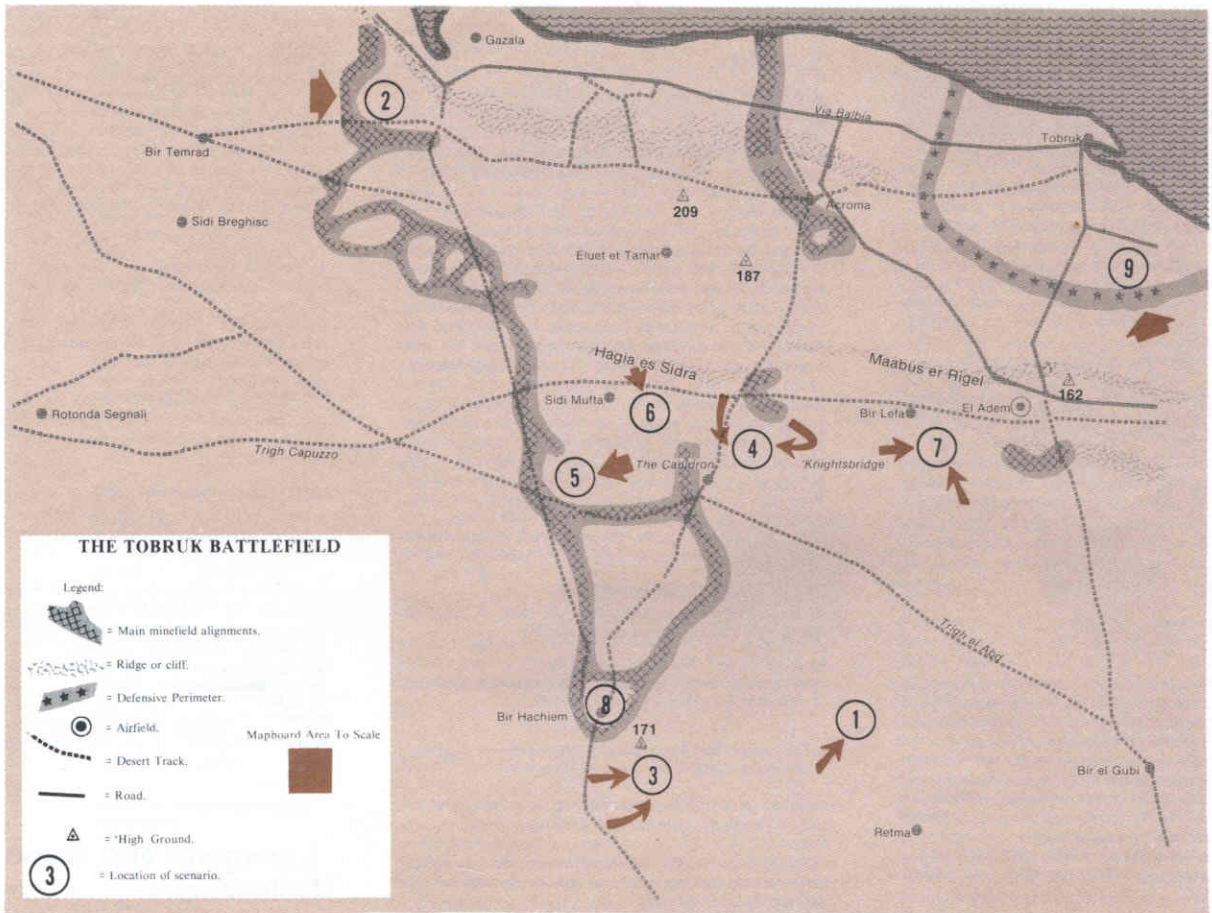 Gazala
2
Via Balbia
Tobruk
Bir Temrad
Acroma
209
Sidi Breghisc
Eluet et Tamar
187
9
Hagia es Sidra
Maabus er Rigel
162
Sidi Mufta
6
Bir Lefa
El Adem
Rotonda Segnali
Trigh Capuzzo
5
The Cauldron
4
'Knightsbridge'
7
THE TOBRUK BATTLEFIELD
Legend:
= Main minefield alignments.
= Ridge or cliff.
= Defensive Perimeter.
= Airfield.
Mapboard Area To Scale
= Desert Track.
= Road.
= 'High Ground.
3
= Location of scenario.
Trigh el Abd
8
Bir Hachiem
171
1
3
Bir el Gubi
Retma